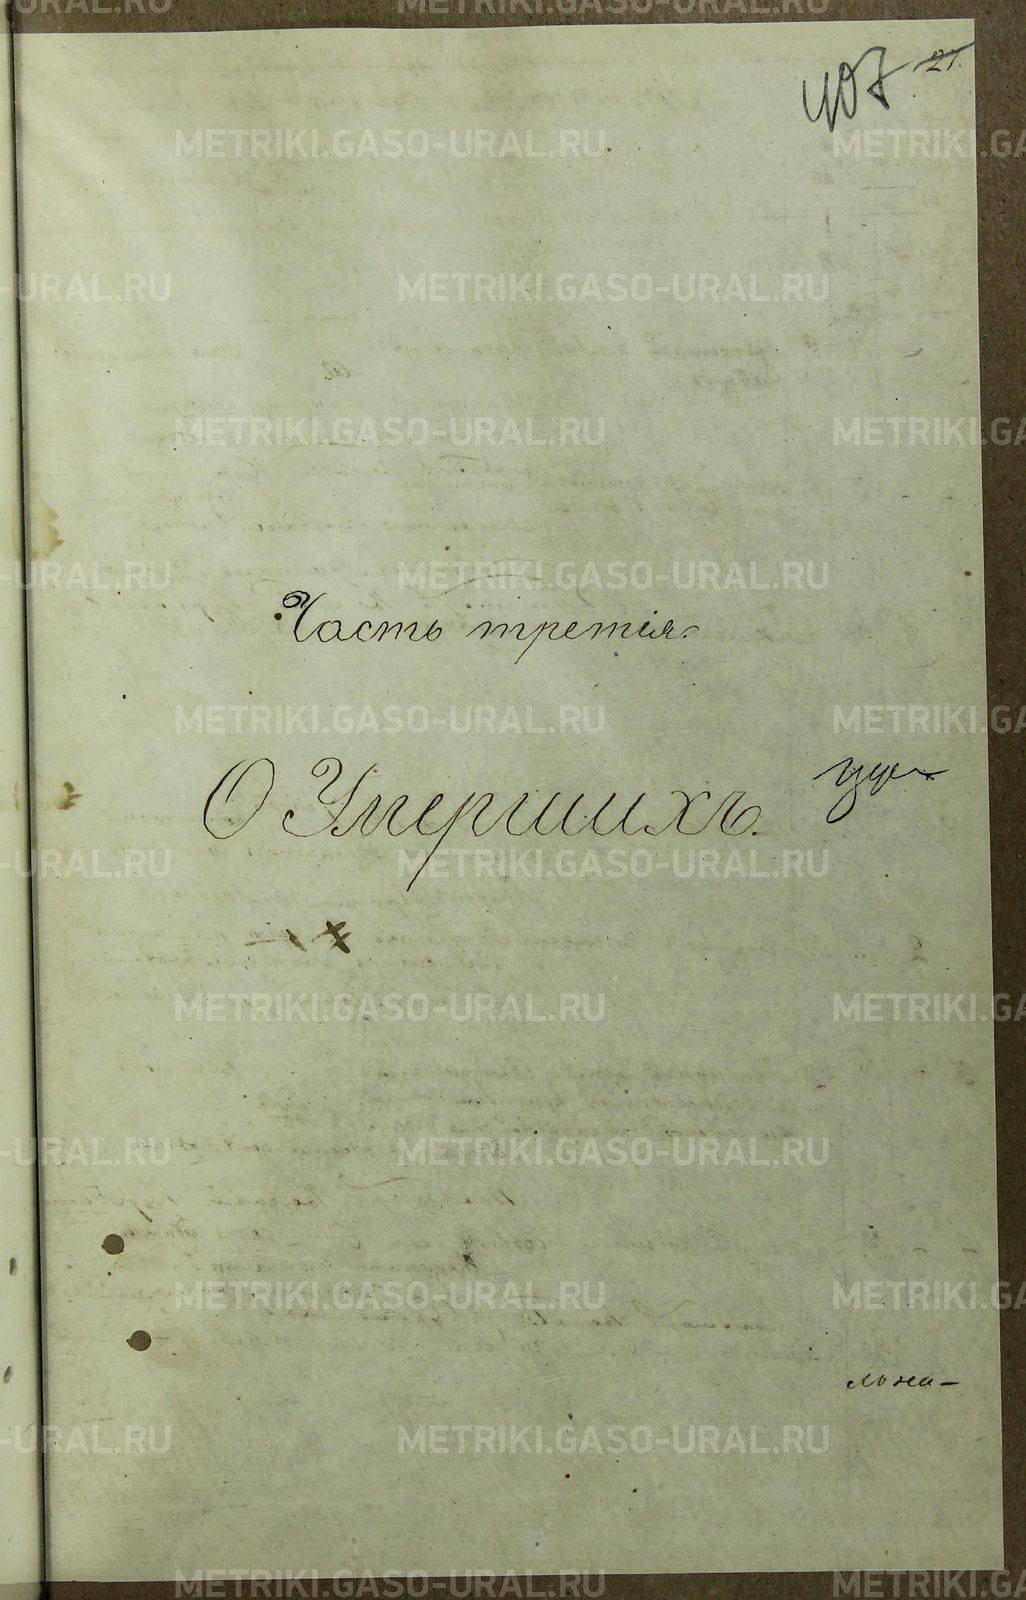 407 21.
Часть третія.
О Умершихъ.